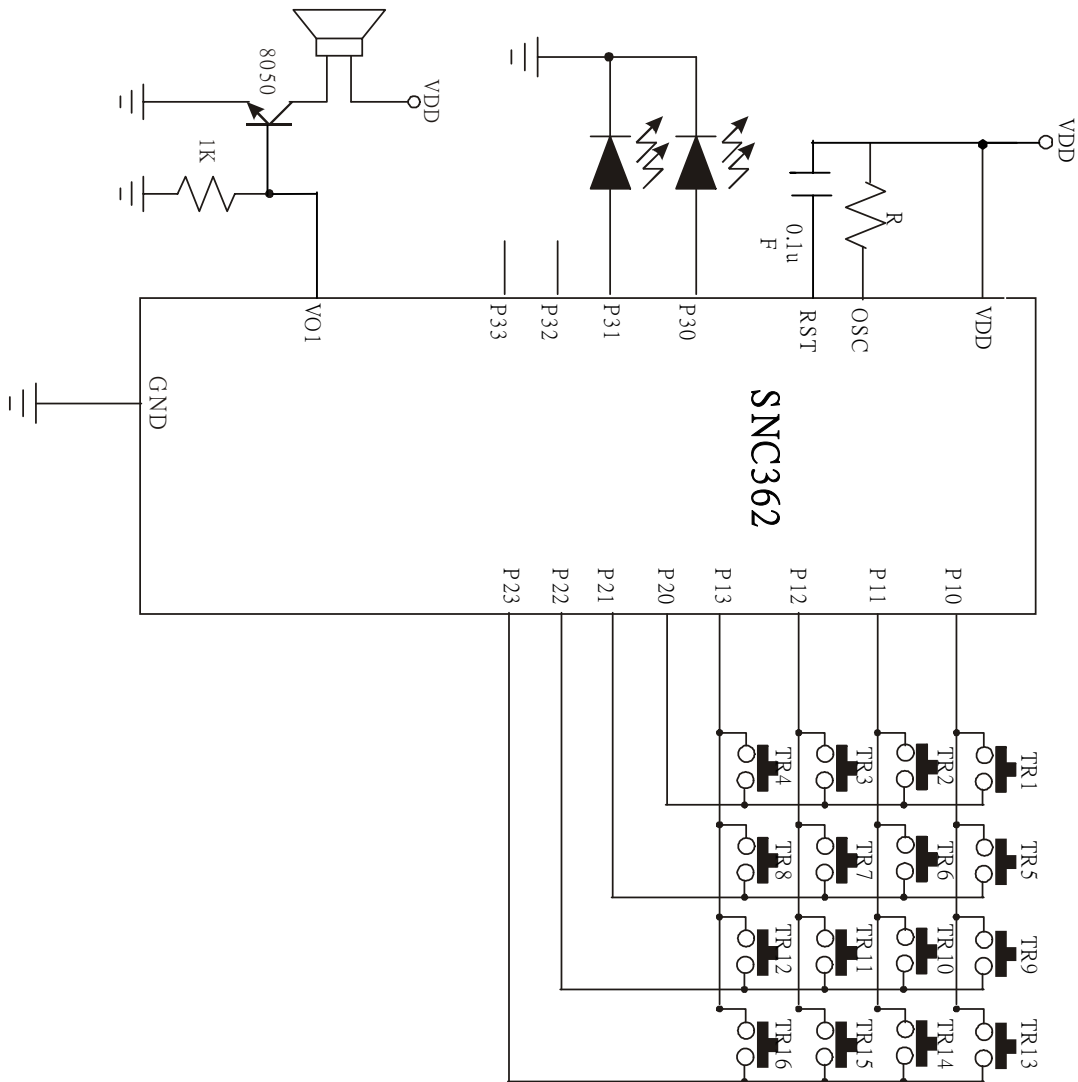 VDD
VDD
8050
1K
R
0.1u
F
VDD
OSC
RST
P30
P31
P32
P33
VO1
GND
SNC362
P10
P11
P12
P13
P20
P21
P22
P23
TR1
TR2
TR3
TR4
TR5
TR6
TR7
TR8
TR9
TR10
TR11
TR12
TR13
TR14
TR15
TR16